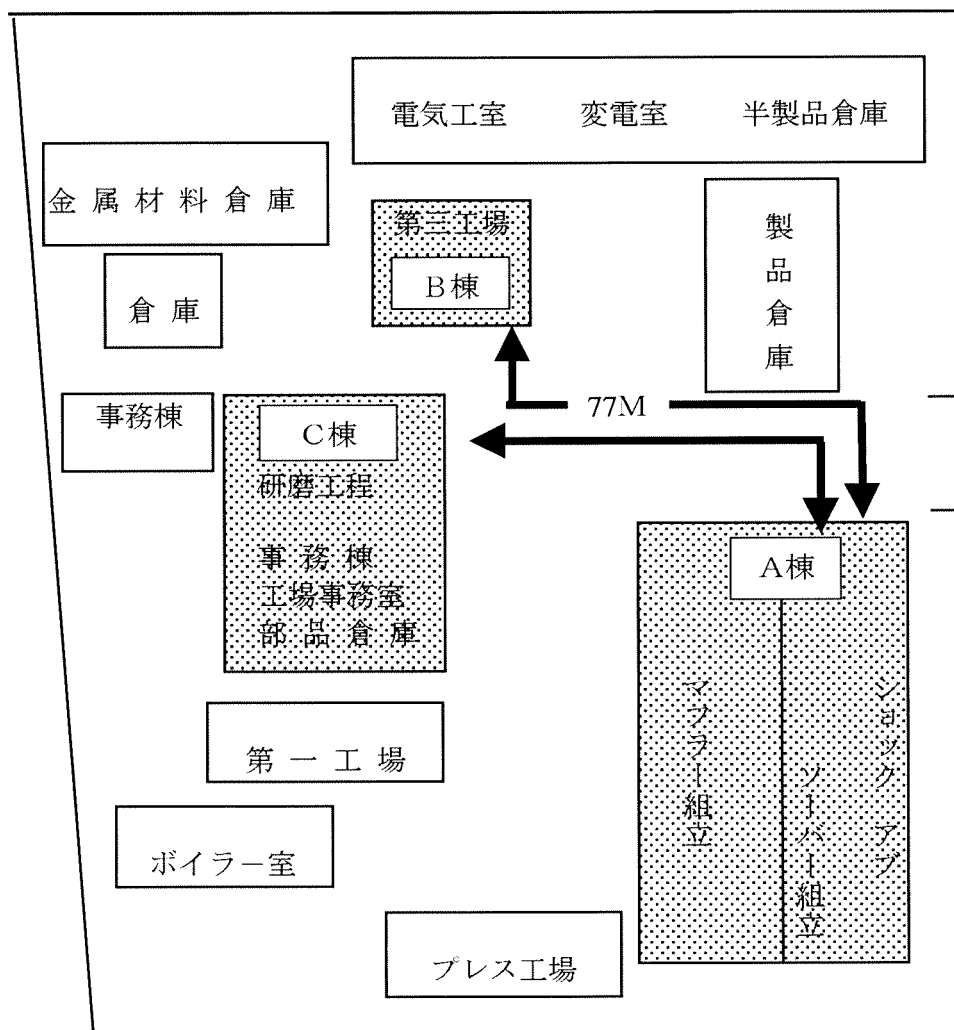 電気工室 変電室 半製品倉庫
金属材料倉庫
第三工場
B棟
製品倉庫
倉庫
事務棟
77M
C棟
研磨工程
事務棟
工場事務室
部品倉庫
A棟
マフラー組立
ショック アブ
ソーバー組立
第一工場
ボイラー室
プレス工場